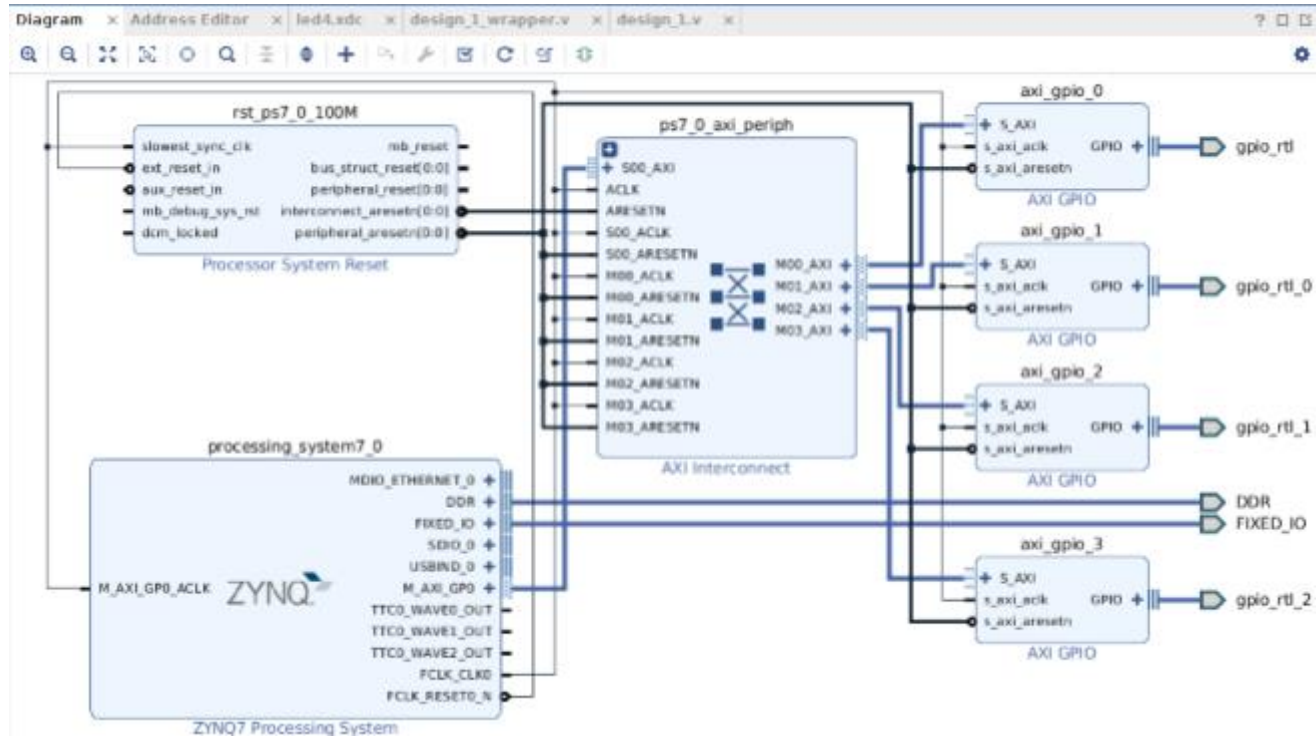 Diagram × Address Editor × led4.xdc × design_1_wrapper.v × design_1.v ×
rst_ps7_0_100M
slowest_sync_clk
ext_reset_in
aux_reset_in
mb_debug_sys_rst
dcm_locked
mb_reset
bus_struct_reset[0:0]
peripheral_reset[0:0]
interconnect_aresetn[0:0]
peripheral_aresetn[0:0]
Processor System Reset
processing_system7_0
M_AXI_GP0_ACLK
ZYNQ
MDIO_ETHERNET_0
DDR
FIXED_IO
SDIO_0
USBIND_0
M_AXI_GP0
TTC0_WAVE0_OUT
TTC0_WAVE1_OUT
TTC0_WAVE2_OUT
FCLK_CLK0
FCLK_RESET0_N
ZYNQ7 Processing System
ps7_0_axi_periph
S00_AXI
ACLK
ARESETN
S00_ACLK
S00_ARESETN
M00_ACLK
M00_ARESETN
M01_ACLK
M01_ARESETN
M02_ACLK
M02_ARESETN
M03_ACLK
M03_ARESETN
M00_AXI
M01_AXI
M02_AXI
M03_AXI
AXI Interconnect
axi_gpio_0
S_AXI
s_axi_aclk
s_axi_aresetn
GPIO
AXI GPIO
gpio_rtl
axi_gpio_1
S_AXI
s_axi_aclk
s_axi_aresetn
GPIO
AXI GPIO
gpio_rtl_0
axi_gpio_2
S_AXI
s_axi_aclk
s_axi_aresetn
GPIO
AXI GPIO
gpio_rtl_1
DDR
FIXED_IO
axi_gpio_3
S_AXI
s_axi_aclk
s_axi_aresetn
GPIO
AXI GPIO
gpio_rtl_2